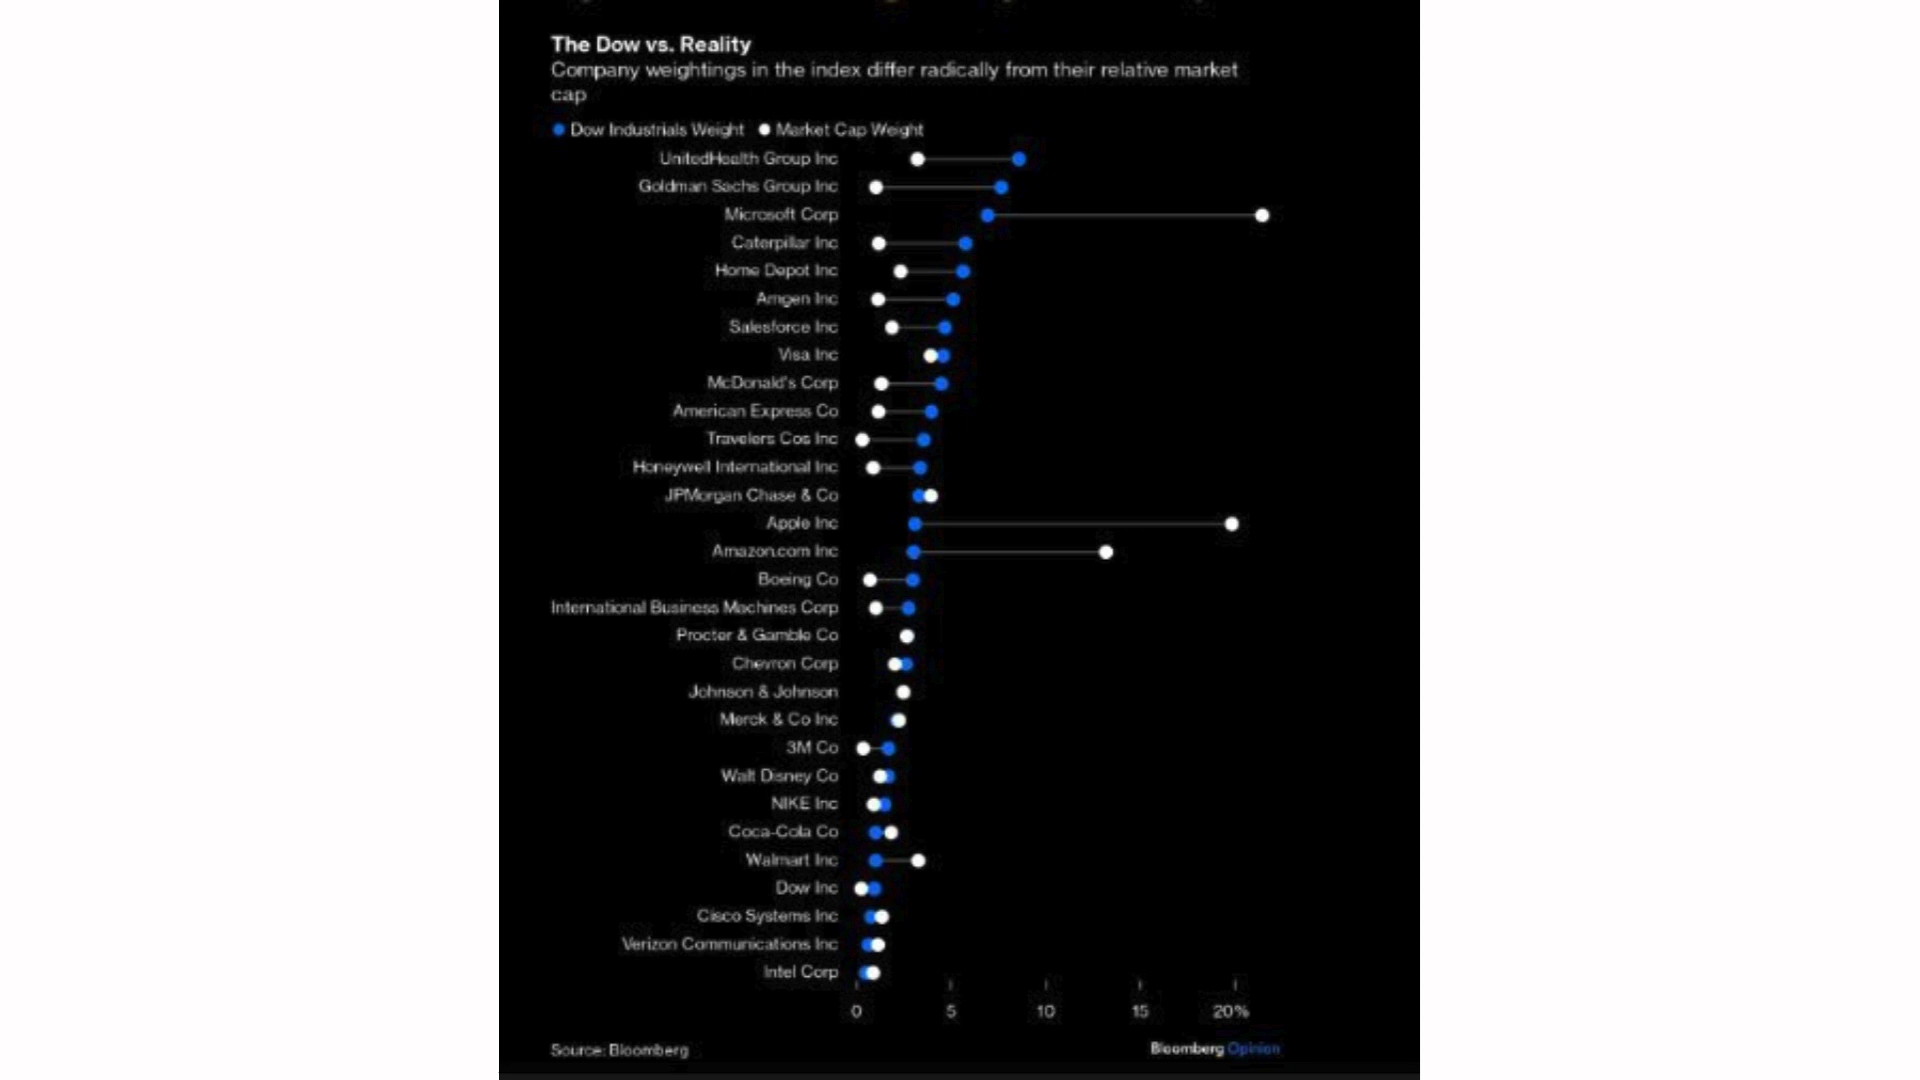 The Dow vs. Reality
Company weightings in the index differ radically from their relative market
cap
Dow Industrials Weight Market Cap Weight
UnitedHealth Group Inc
Goldman Sachs Group Inc
Microsoft Corp
Caterpillar Inc
Home Depot Inc
Amgen Inc
Salesforce Inc
Visa Inc
McDonald's Corp
American Express Co
Travelers Cos Inc
Honeywell International Inc
JPMorgan Chase & Co
Apple Inc
Amazon.com Inc
Boeing Co
International Business Machines Corp
Procter & Gamble Co
Chevron Corp
Johnson & Johnson
Merck & Co Inc
3M Co
Walt Disney Co
NIKE Inc
Coca-Cola Co
Walmart Inc
Dow Inc
Cisco Systems Inc
Verizon Communications Inc
Intel Corp
0 5 10 15 20%
Source: Bloomberg Bloomberg Opinion